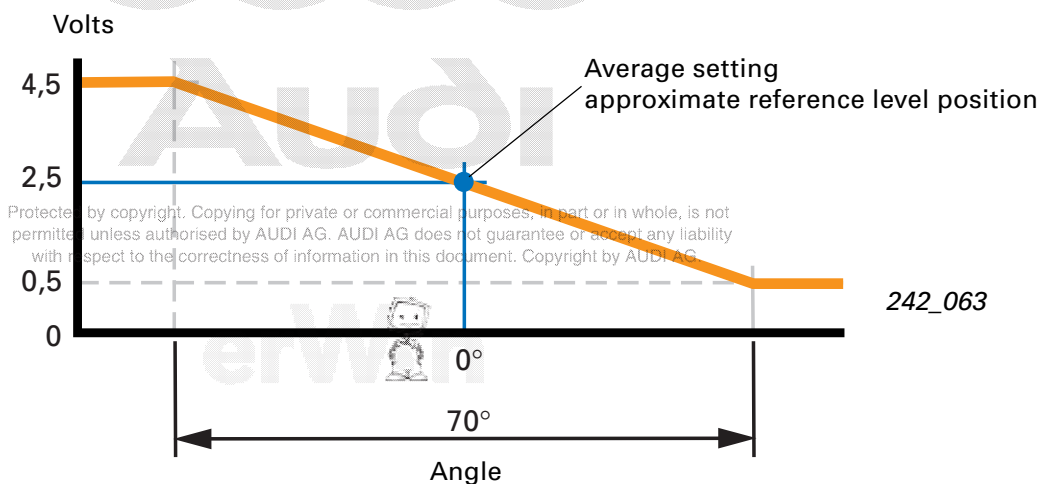 Volts
4,5
Average setting
approximate reference level position
Audi
2,5
Protected by copyright. Copying for private or commercial purposes, in part or in whole, is not
permitted unless authorised by AUDI AG. AUDI AG does not guarantee or accept any liability
with respect to the correctness of information in this document. Copyright by AUDI AG.
0,5
242_063
0
erWin
0°
70°
Angle